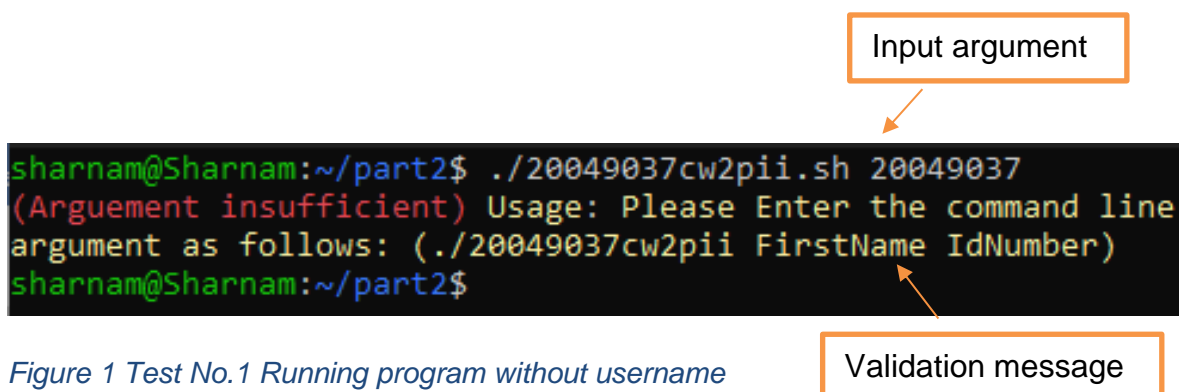 Input argument
sharnam@Sharnam:~/part2$ ./20049037cw2pii.sh 20049037
(Arguement insufficient) Usage: Please Enter the command line
argument as follows: (./20049037cw2pii FirstName IdNumber)
sharnam@Sharnam:~/part2$
Validation message
Figure 1 Test No.1 Running program without username